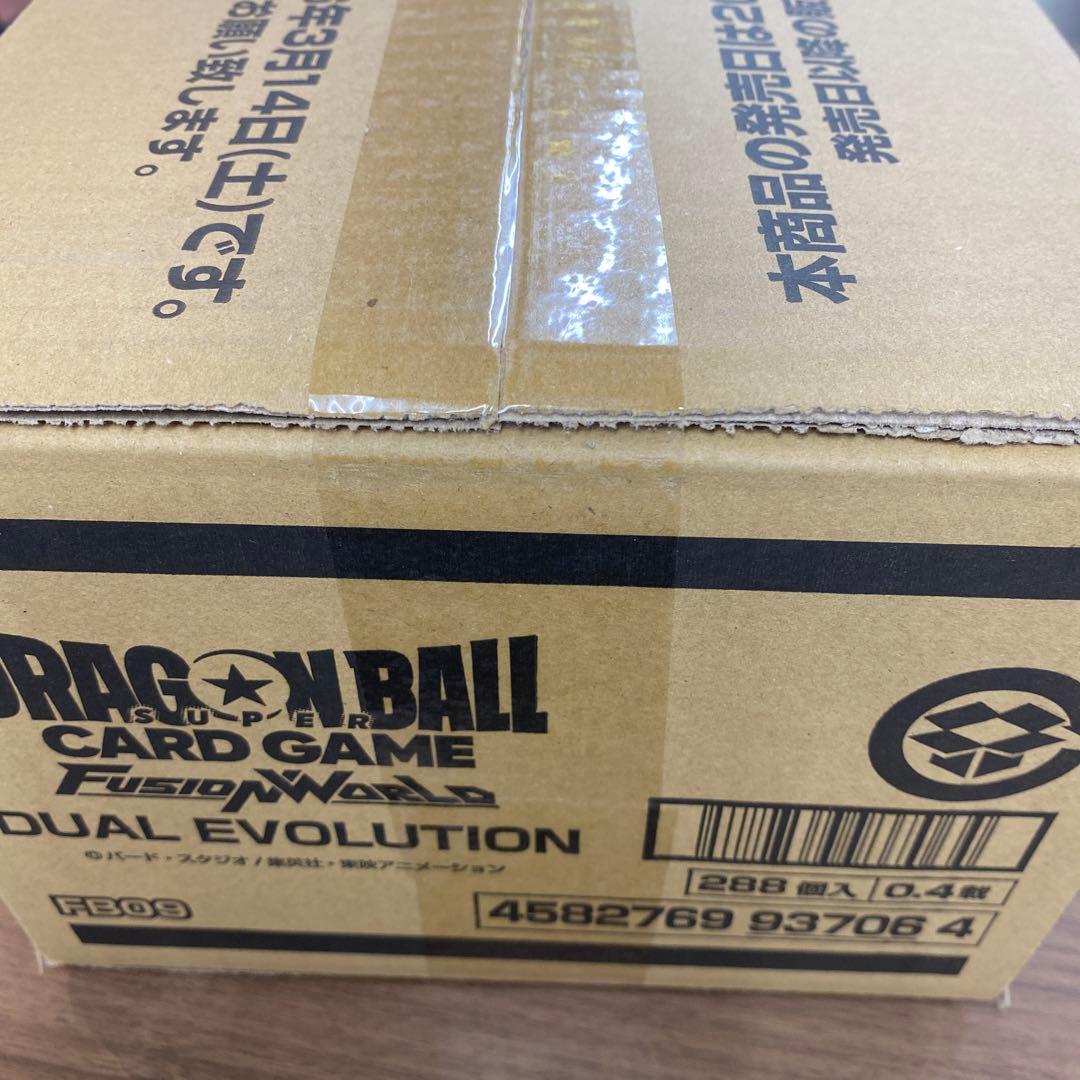 本商品の発売日は20
発売日以降の販
年3月14日(土)です。
お願い致します。
DRAGON BALL
SUPER
CARD GAME
FUSION WORLD
DUAL EVOLUTION
©バード・スタジオ / 集英社・東映アニメーション
FB09
288 個入
0.4 載
4582769 93706 4